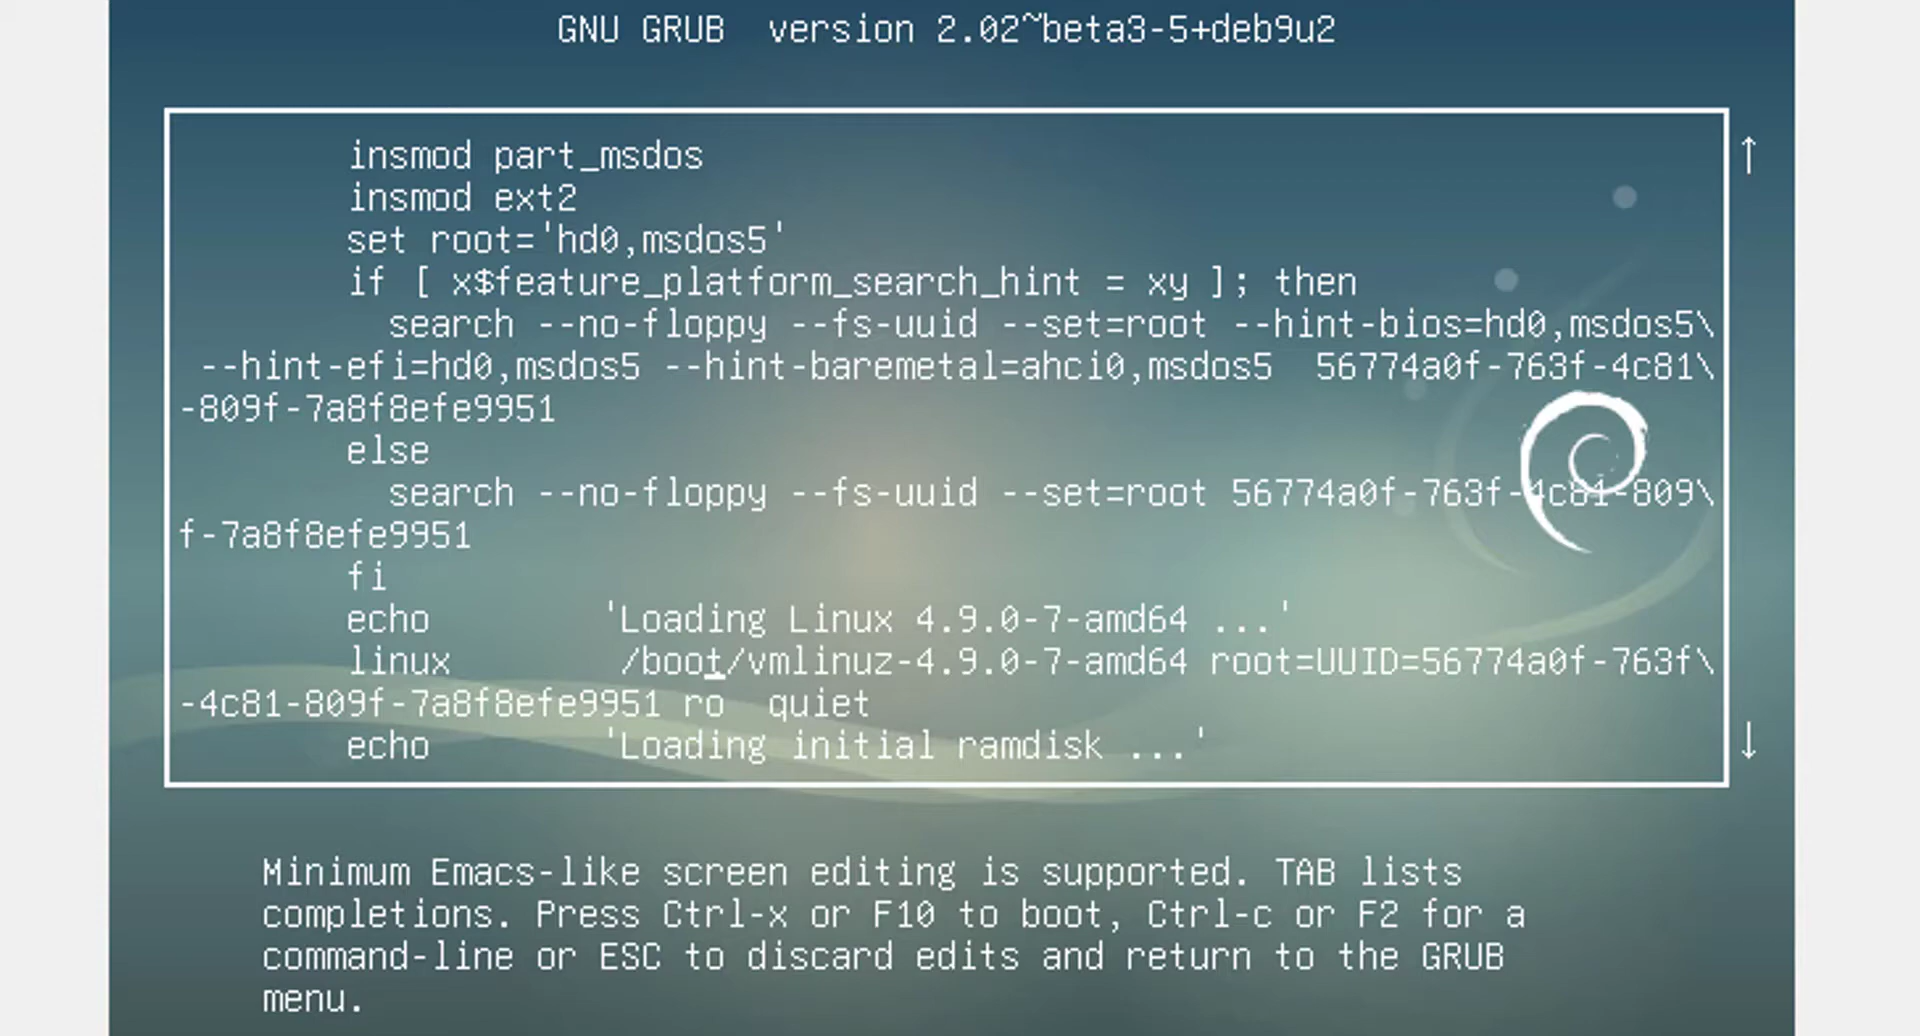 GNU GRUB  version 2.02~beta3-5+deb9u2
insmod part_msdos
insmod ext2
set root='hd0,msdos5'
if [ x$feature_platform_search_hint = xy ]; then
search --no-floppy --fs-uuid --set=root --hint-bios=hd0,msdos5\
--hint-efi=hd0,msdos5 --hint-baremetal=ahci0,msdos5  56774a0f-763f-4c81\
-809f-7a8f8efe9951
else
search --no-floppy --fs-uuid --set=root 56774a0f-763f-4c81-809\
f-7a8f8efe9951
fi
echo	'Loading Linux 4.9.0-7-amd64 ...'
linux	/boot/vmlinuz-4.9.0-7-amd64 root=UUID=56774a0f-763f\
-4c81-809f-7a8f8efe9951 ro  quiet
echo	'Loading initial ramdisk ...'
↑
↓
Minimum Emacs-like screen editing is supported. TAB lists
completions. Press Ctrl-x or F10 to boot, Ctrl-c or F2 for a
command-line or ESC to discard edits and return to the GRUB
menu.